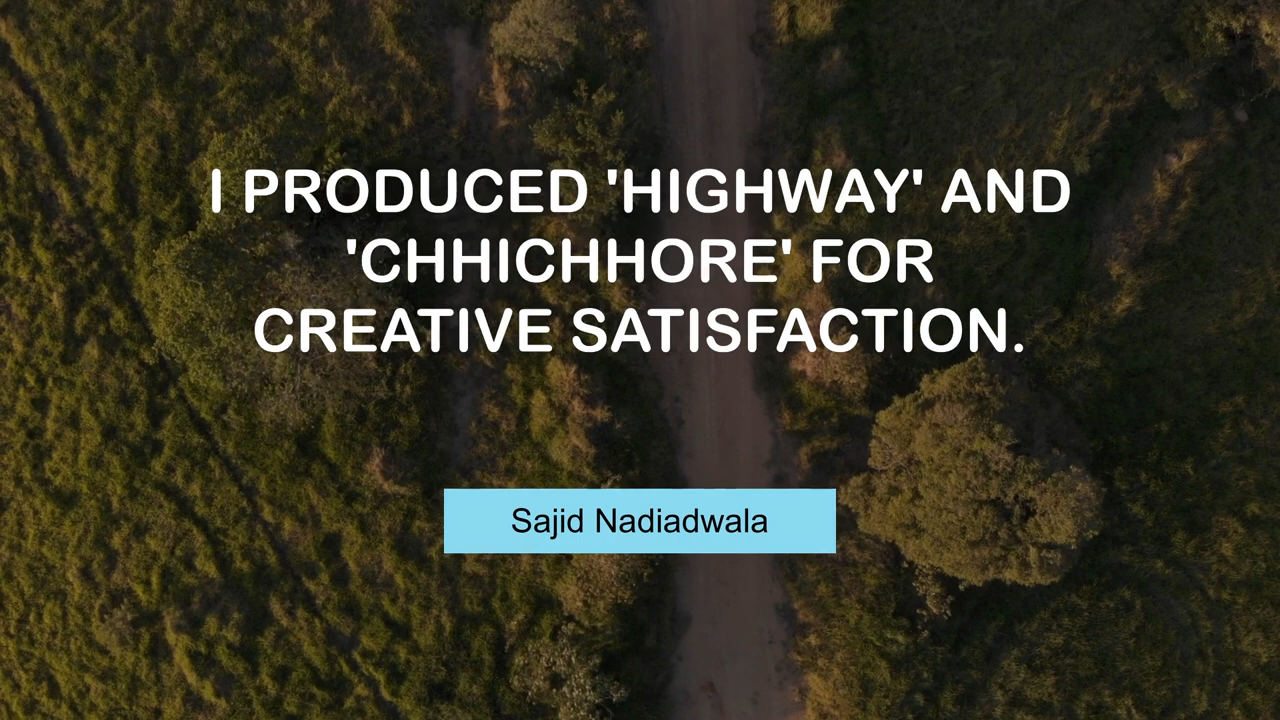 I PRODUCED 'HIGHWAY' AND
'CHHICHHORE' FOR
CREATIVE SATISFACTION.
Sajid Nadiadwala